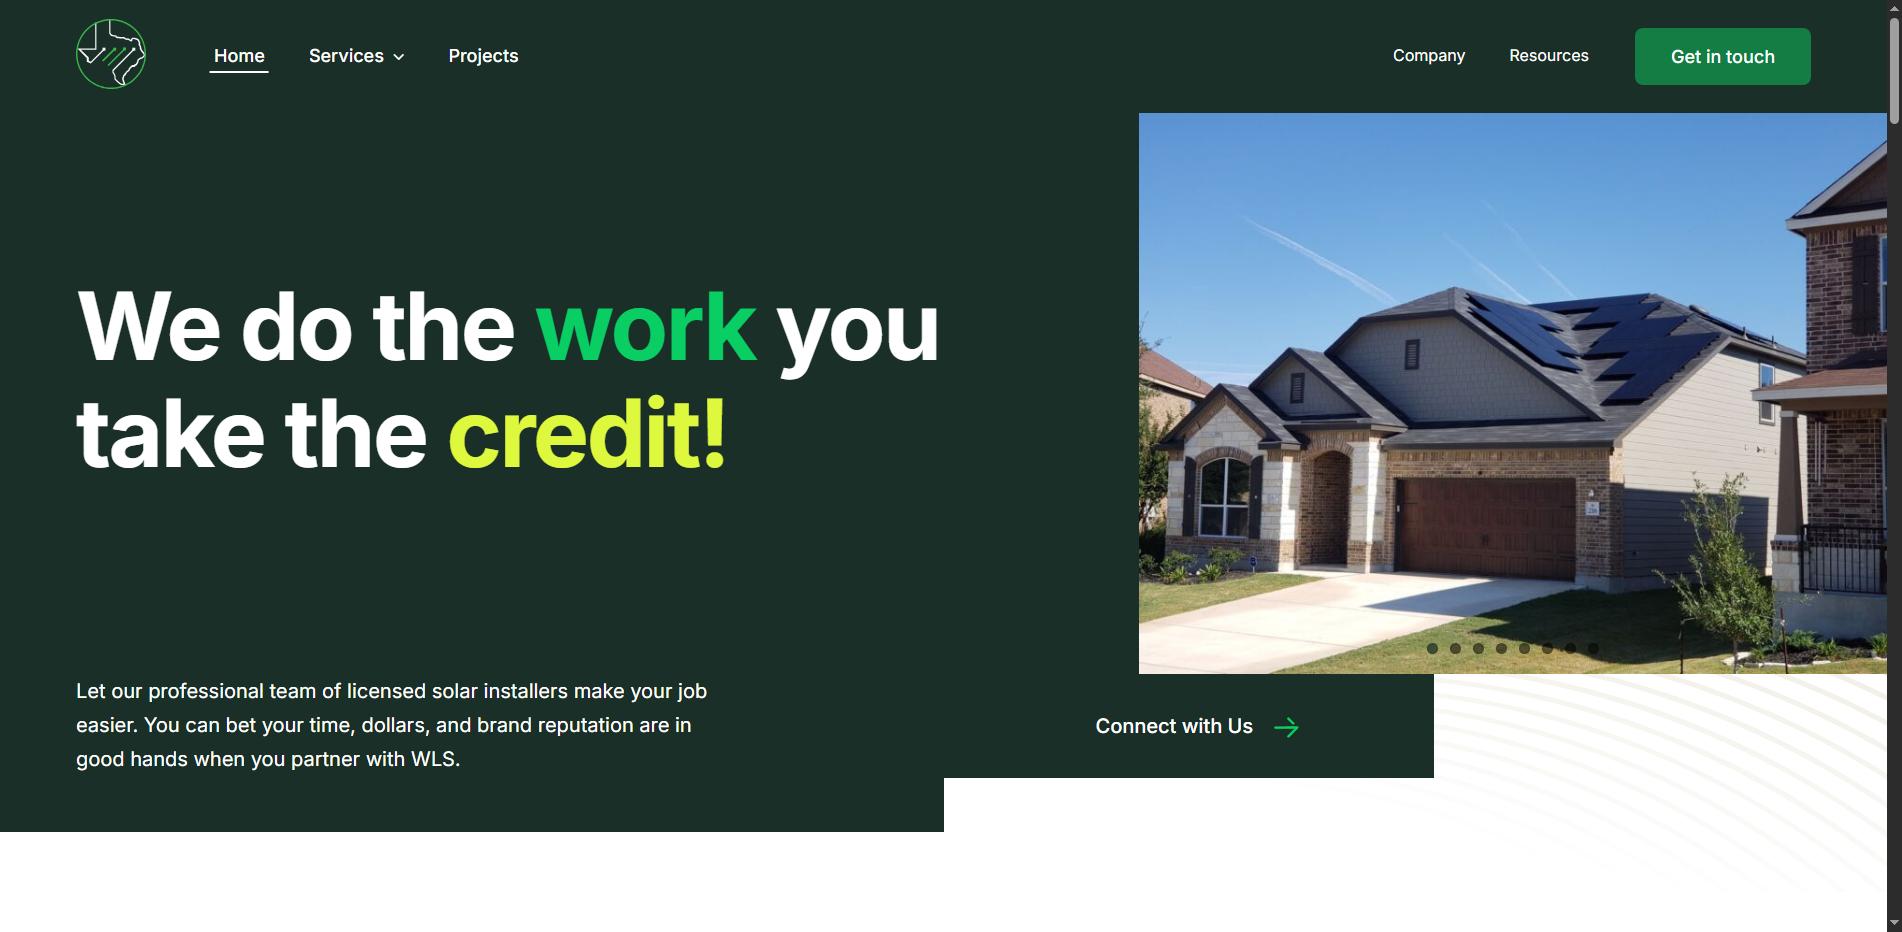 Home
Services
Projects
Company
Resources
Get in touch
We do the work you
take the credit!
Let our professional team of licensed solar installers make your job
easier. You can bet your time, dollars, and brand reputation are in
good hands when you partner with WLS.
Connect with Us